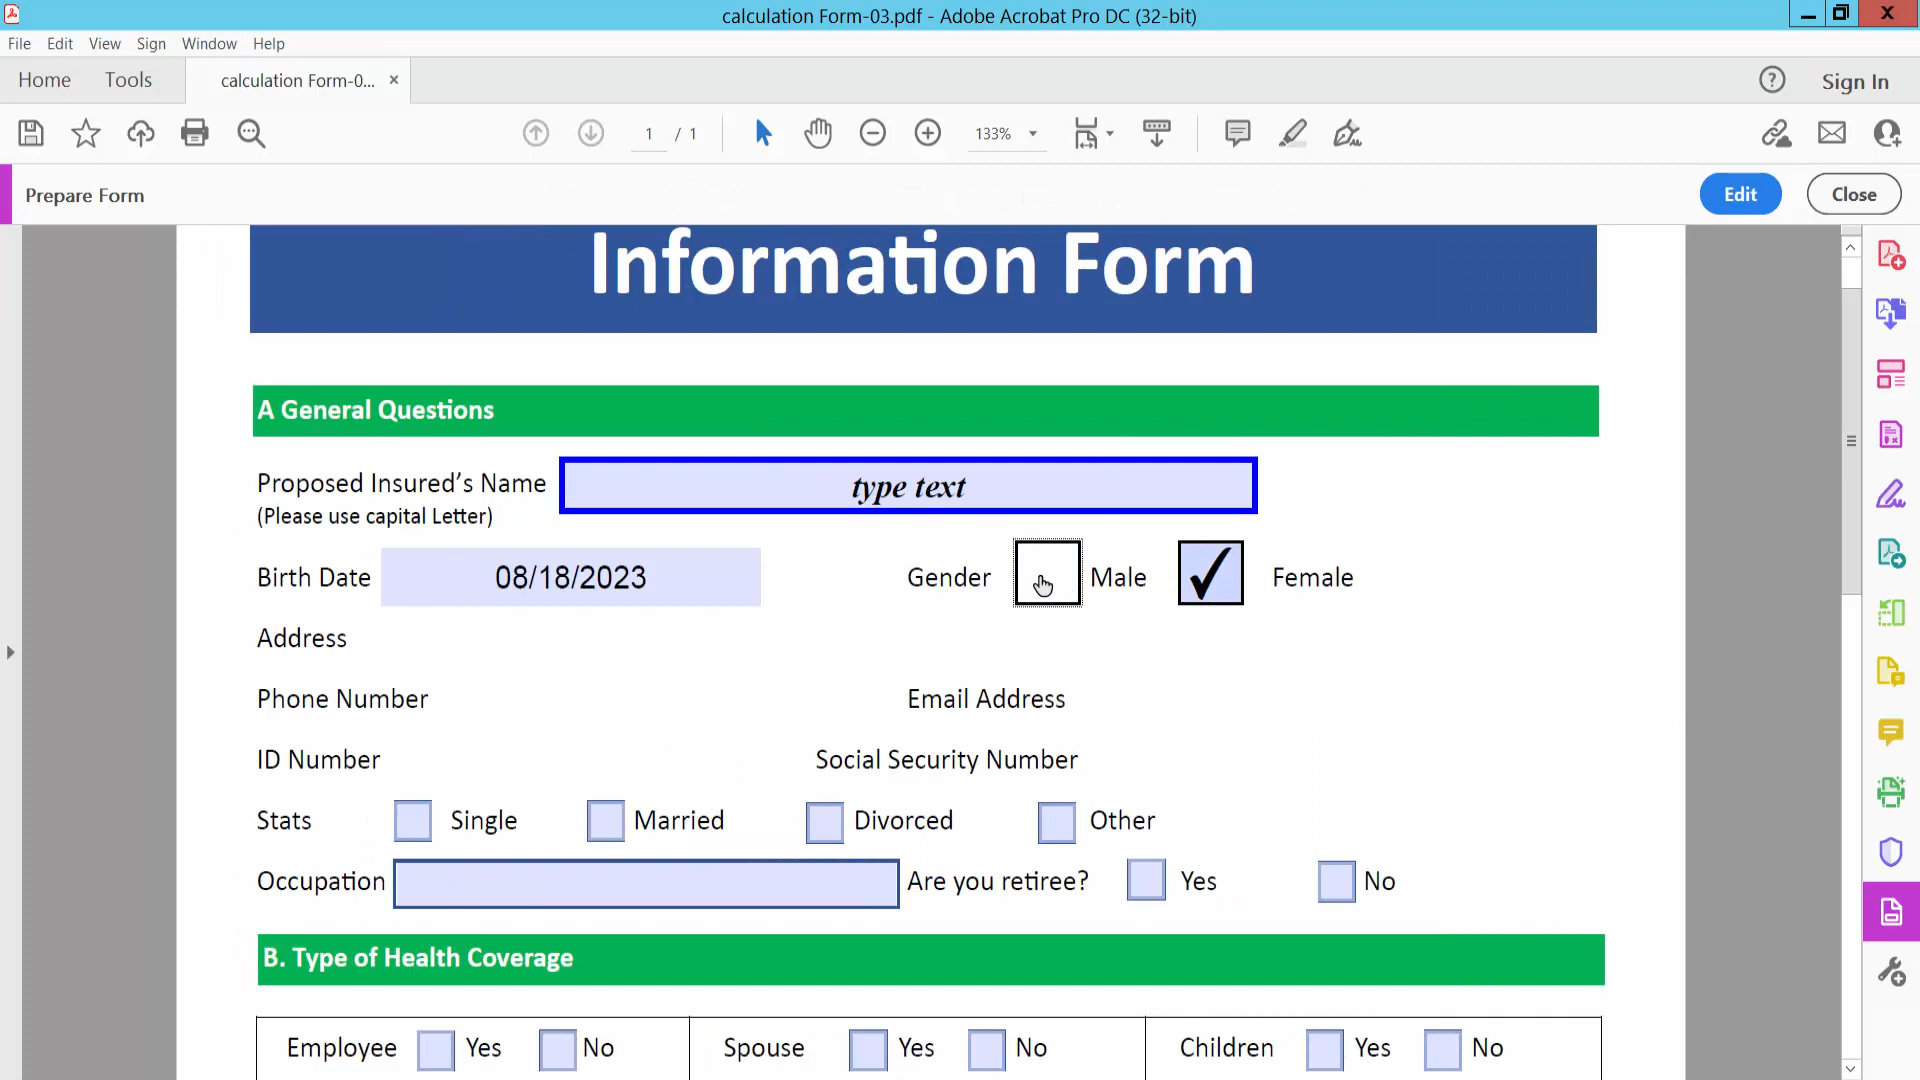 calculation Form-03.pdf - Adobe Acrobat Pro DC (32-bit)
File Edit View Sign Window Help
Home Tools calculation Form-0... × Sign In
1 / 1 133%
Prepare Form Edit Close
Information Form
A General Questions
Proposed Insured’s Name type text
(Please use capital Letter)
Birth Date 08/18/2023 Gender Male Female
Address
Phone Number Email Address
ID Number Social Security Number
Stats Single Married Divorced Other
Occupation Are you retiree? Yes No
B. Type of Health Coverage
Employee Yes No Spouse Yes No Children Yes No